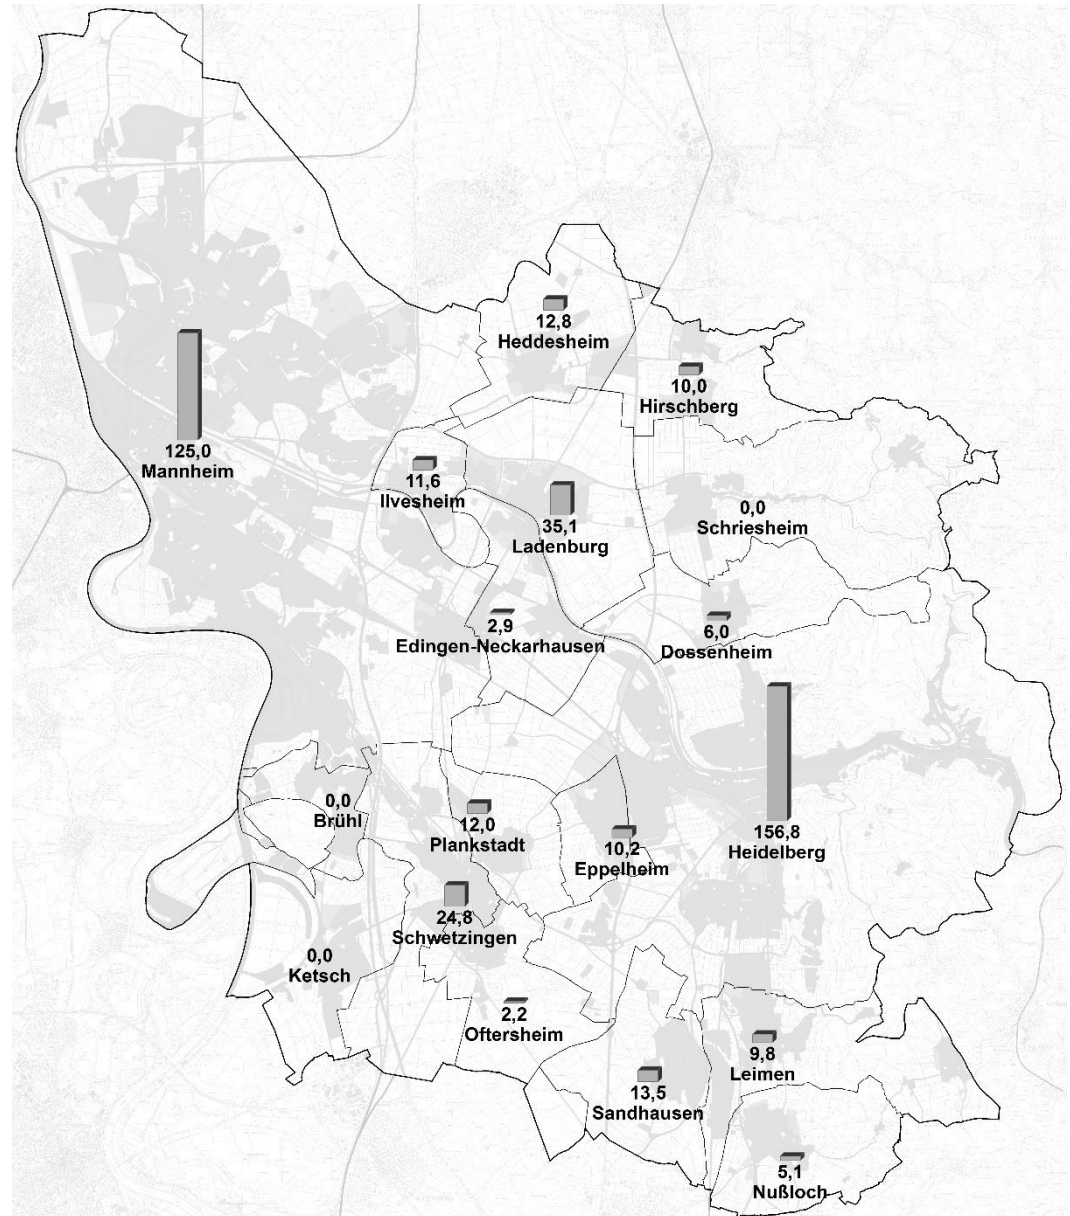 12,8
Heddesheim
10,0
Hirschberg
125,0
Mannheim
11,6
Ilvesheim
35,1
Ladenburg
0,0
Schriesheim
2,9
Edingen-Neckarhausen
6,0
Dossenheim
0,0
Brühl
12,0
Plankstadt
10,2
Eppelheim
156,8
Heidelberg
24,8
Schwetzingen
0,0
Ketsch
2,2
Oftersheim
9,8
Leimen
13,5
Sandhausen
5,1
Nußloch